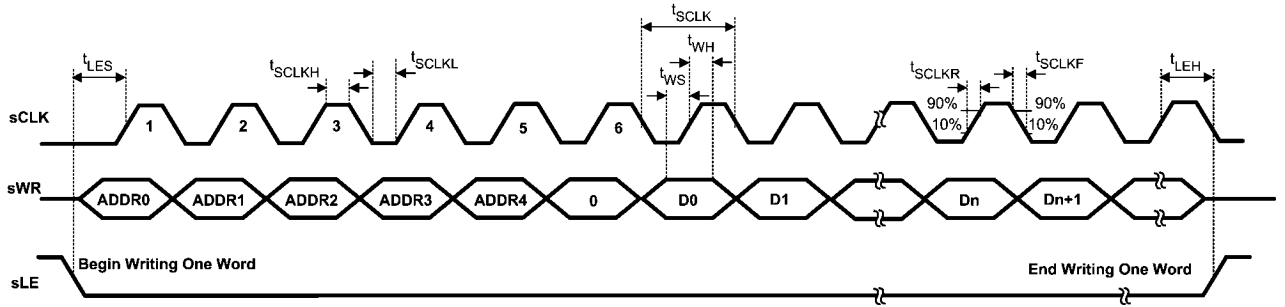 tSCLK
tLES
tSCLKH
tSCLKL
tWH
tWS
tSCLKR
tSCLKF
tLEH
sCLK
1
2
3
4
5
6
90%
90%
10%
10%
sWR
ADDR0
ADDR1
ADDR2
ADDR3
ADDR4
0
D0
D1
Dn
Dn+1
sLE
Begin Writing One Word
End Writing One Word